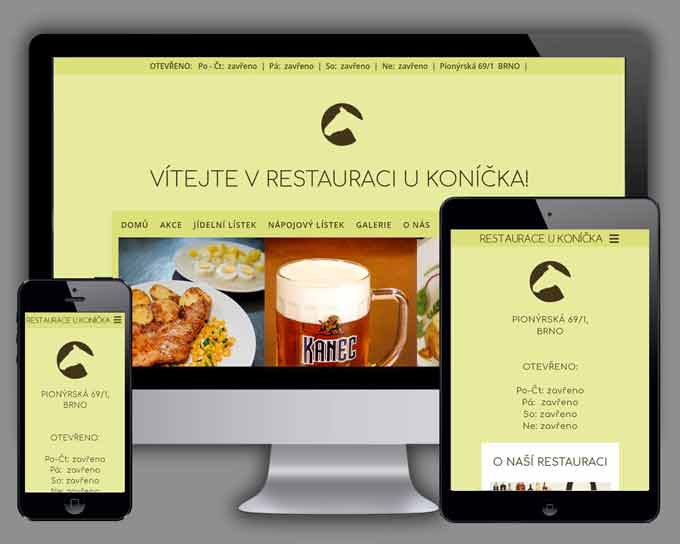 OTEVŘENO: Po - Čt: zavřeno | Pá: zavřeno | So: zavřeno | Ne: zavřeno | Pionýrská 69/1 BRNO |
VÍTEJTE V RESTAURACI U KONÍČKA!
DOMŮ AKCE JÍDELNÍ LÍSTEK NÁPOJOVÝ LÍSTEK GALERIE O NÁS
KANEC
RESTAURACE U KONÍČKA
PIONÝRSKÁ 69/1,
BRNO
OTEVŘENO:
Po-Čt: zavřeno
Pá: zavřeno
So: zavřeno
Ne: zavřeno
RESTAURACE U KONÍČKA
PIONÝRSKÁ 69/1,
BRNO
OTEVŘENO:
Po-Čt: zavřeno
Pá: zavřeno
So: zavřeno
Ne: zavřeno
O NAŠÍ RESTAURACI